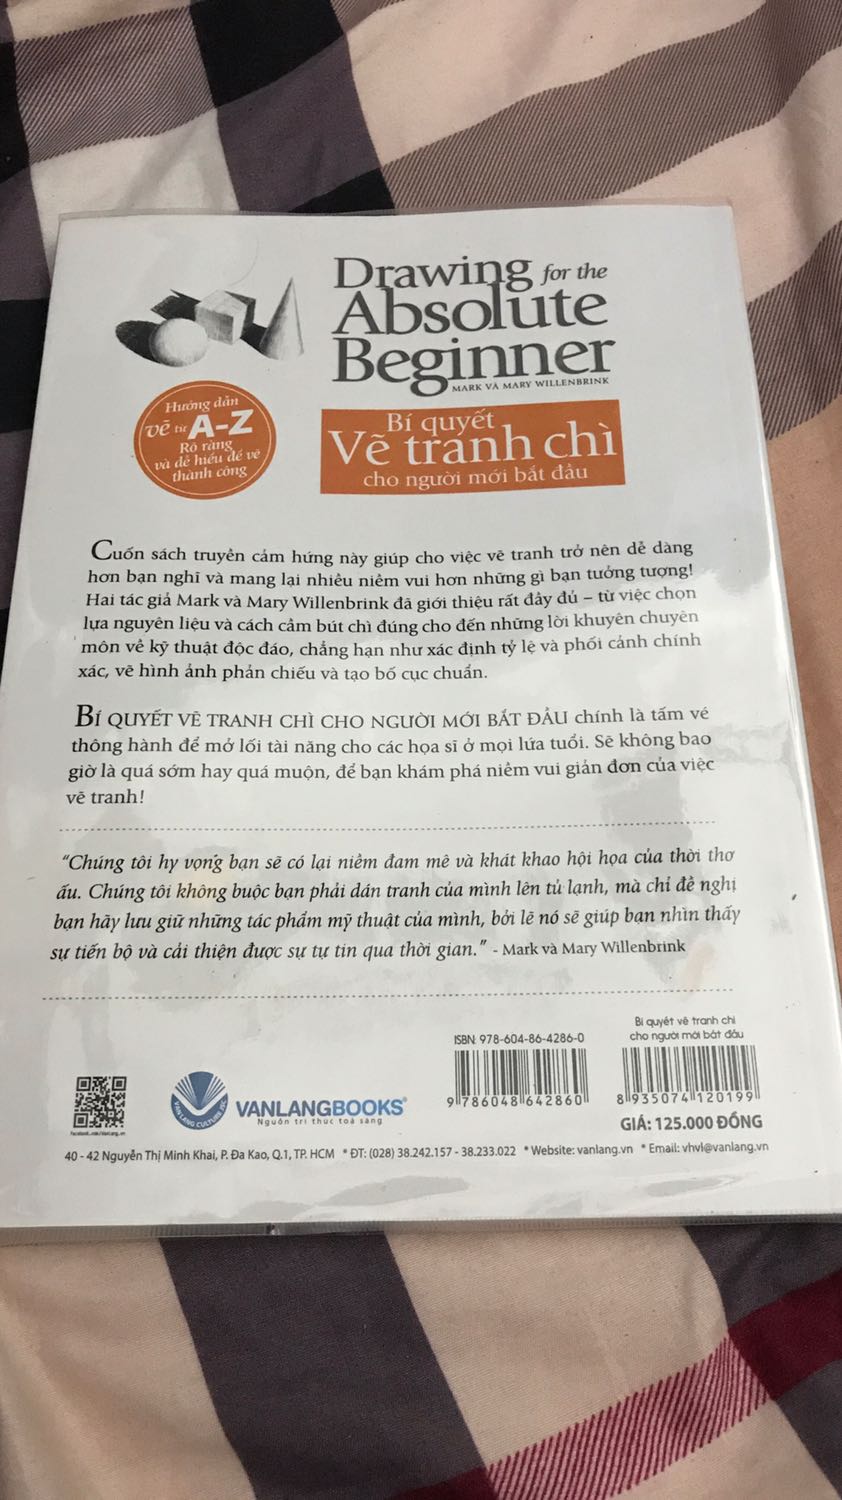 Drawing for the
Absolute
Beginner
MARK VÀ MARY WILLENBRINK
Hướng dẫn
vẽ từ A-Z
Rõ ràng
và dễ hiểu để vẽ
thành công
Bí quyết
Vẽ tranh chì
cho người mới bắt đầu
Cuốn sách truyền cảm hứng này giúp cho việc vẽ tranh trở nên dễ dàng
hơn bạn nghĩ và mang lại nhiều niềm vui hơn những gì bạn tưởng tượng!
Hai tác giả Mark và Mary Willenbrink đã giới thiệu rất đầy đủ – từ việc chọn
lựa nguyên liệu và cách cầm bút chì đúng cho đến những lời khuyên chuyên
môn về kỹ thuật độc đáo, chẳng hạn như xác định tỷ lệ và phối cảnh chính
xác, vẽ hình ảnh phản chiếu và tạo bố cục chuẩn.
BÍ QUYẾT VẼ TRANH CHÌ CHO NGƯỜI MỚI BẮT ĐẦU chính là tấm vé
thông hành để mở lối tài năng cho các họa sĩ ở mọi lứa tuổi. Sẽ không bao
giờ là quá sớm hay quá muộn, để bạn khám phá niềm vui giản đơn của việc
vẽ tranh!
“Chúng tôi hy vọng bạn sẽ có lại niềm đam mê và khát khao hội họa của thời thơ
ấu. Chúng tôi không buộc bạn phải dán tranh của mình lên tủ lạnh, mà chỉ đề nghị
bạn hãy lưu giữ những tác phẩm mỹ thuật của mình, bởi lẽ nó sẽ giúp bạn nhìn thấy
sự tiến bộ và cải thiện được sự tự tin qua thời gian.” - Mark và Mary Willenbrink
ISBN: 978-604-86-4286-0
9 786048 642860
Bí quyết vẽ tranh chì
cho người mới bắt đầu
8 935074 120199
GIÁ: 125.000 ĐỒNG
VANLANG CULTURE JSC
VANLANGBOOKS®
Nguồn tri thức toả sáng
40 - 42 Nguyễn Thị Minh Khai, P. Đa Kao, Q.1, TP. HCM * ĐT: (028) 38.242.157 - 38.233.022 * Website: vanlang.vn * Email: vhvl@vanlang.vn